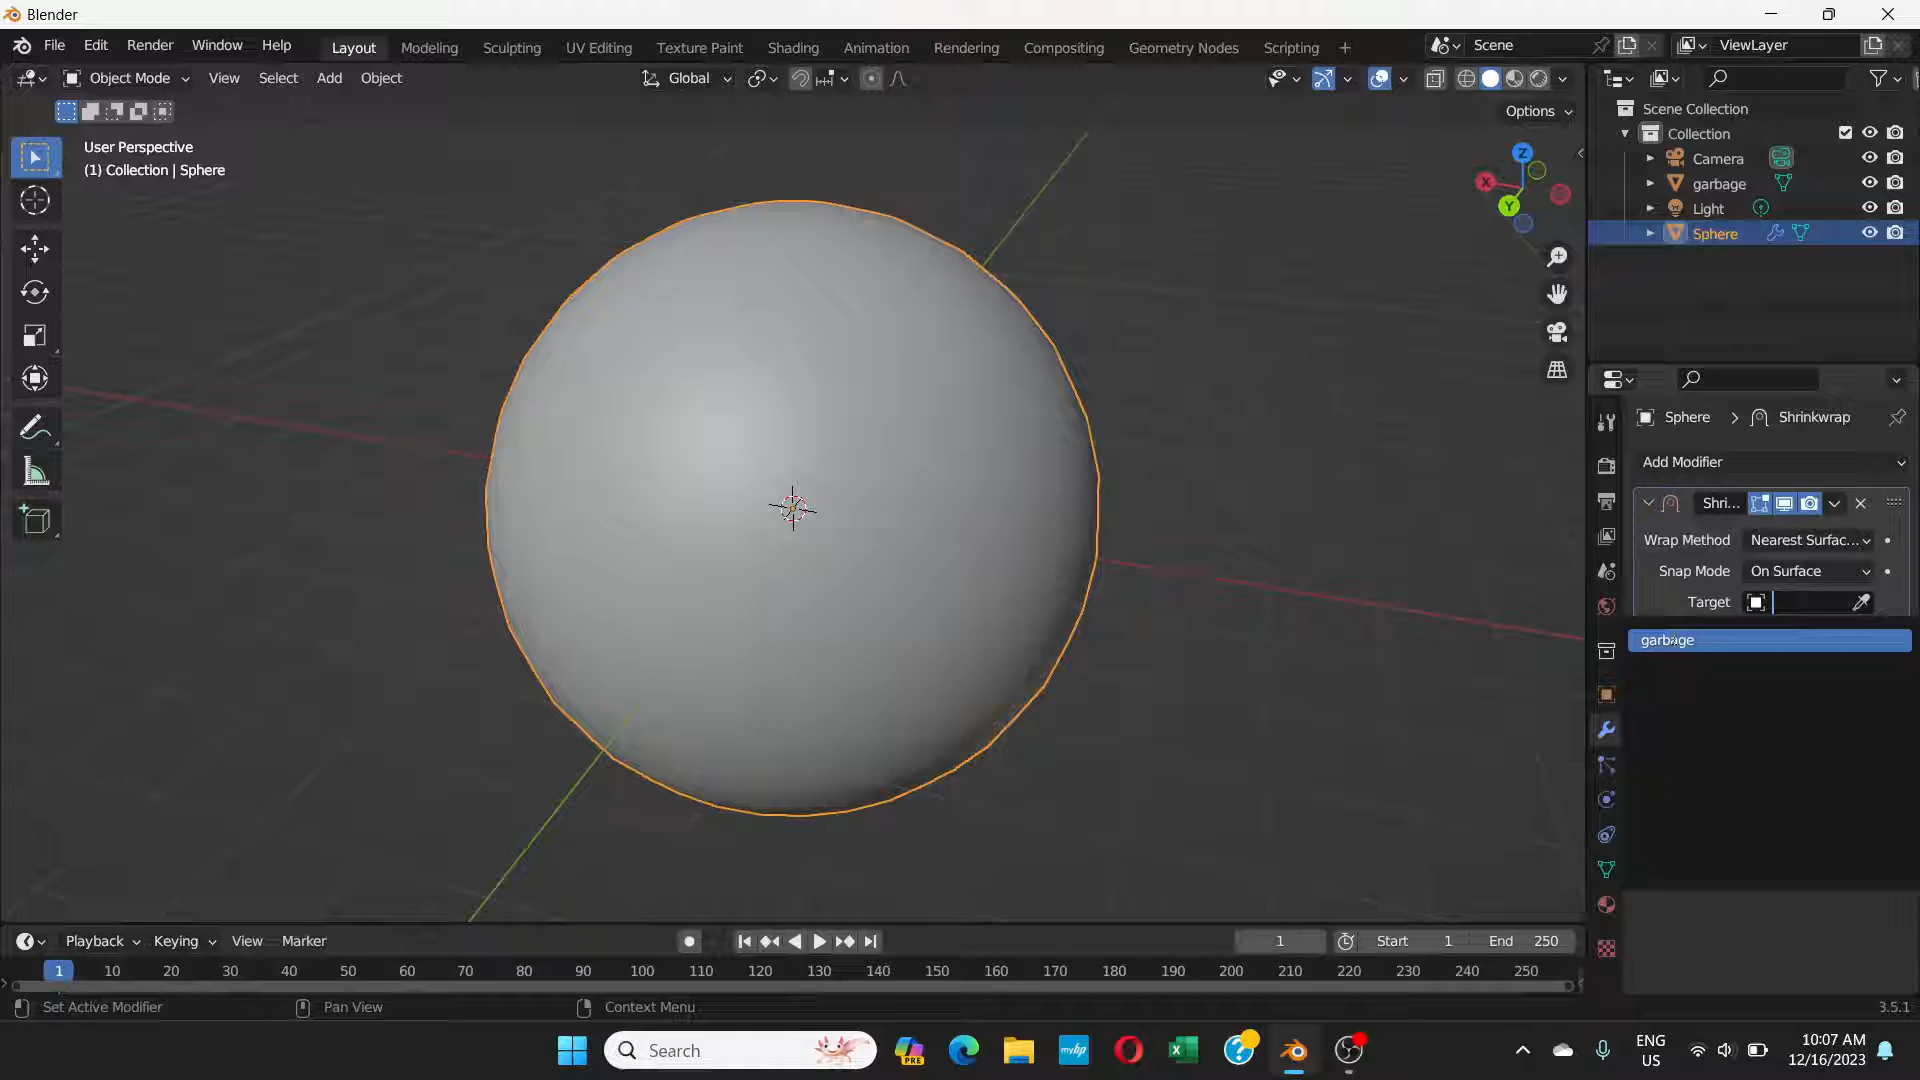 Blender
File Edit Render Window Help Layout Modeling Sculpting UV Editing Texture Paint Shading Animation Rendering Compositing Geometry Nodes Scripting + Scene ViewLayer
Object Mode View Select Add Object Global
Options
User Perspective
(1) Collection | Sphere
Z
X
Y
Scene Collection
Collection
Camera
garbage
Light
Sphere
Sphere > Shrinkwrap
Add Modifier
Shri...
Wrap Method Nearest Surfac...
Snap Mode On Surface
Target
garbage
Playback Keying View Marker 1 Start 1 End 250
1 10 20 30 40 50 60 70 80 90 100 110 120 130 140 150 160 170 180 190 200 210 220 230 240 250
Set Active Modifier Pan View Context Menu 3.5.1
Search PRE myhp ENG US 10:07 AM 12/16/2023